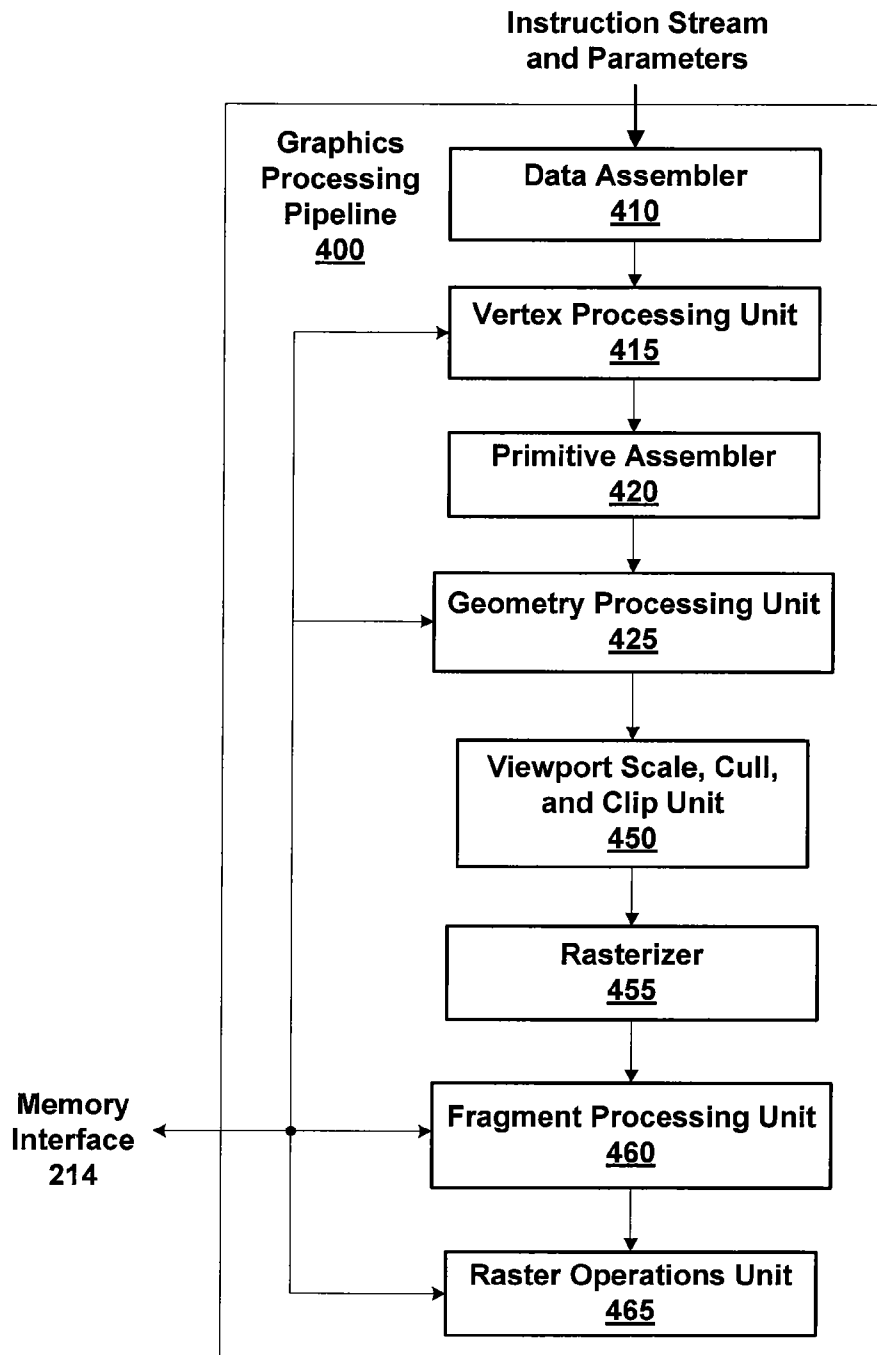 Instruction Stream
and Parameters
Graphics
Processing
Pipeline
400
Data Assembler
410
Vertex Processing Unit
415
Primitive Assembler
420
Geometry Processing Unit
425
Viewport Scale, Cull,
and Clip Unit
450
Rasterizer
455
Memory
Interface
214
Fragment Processing Unit
460
Raster Operations Unit
465